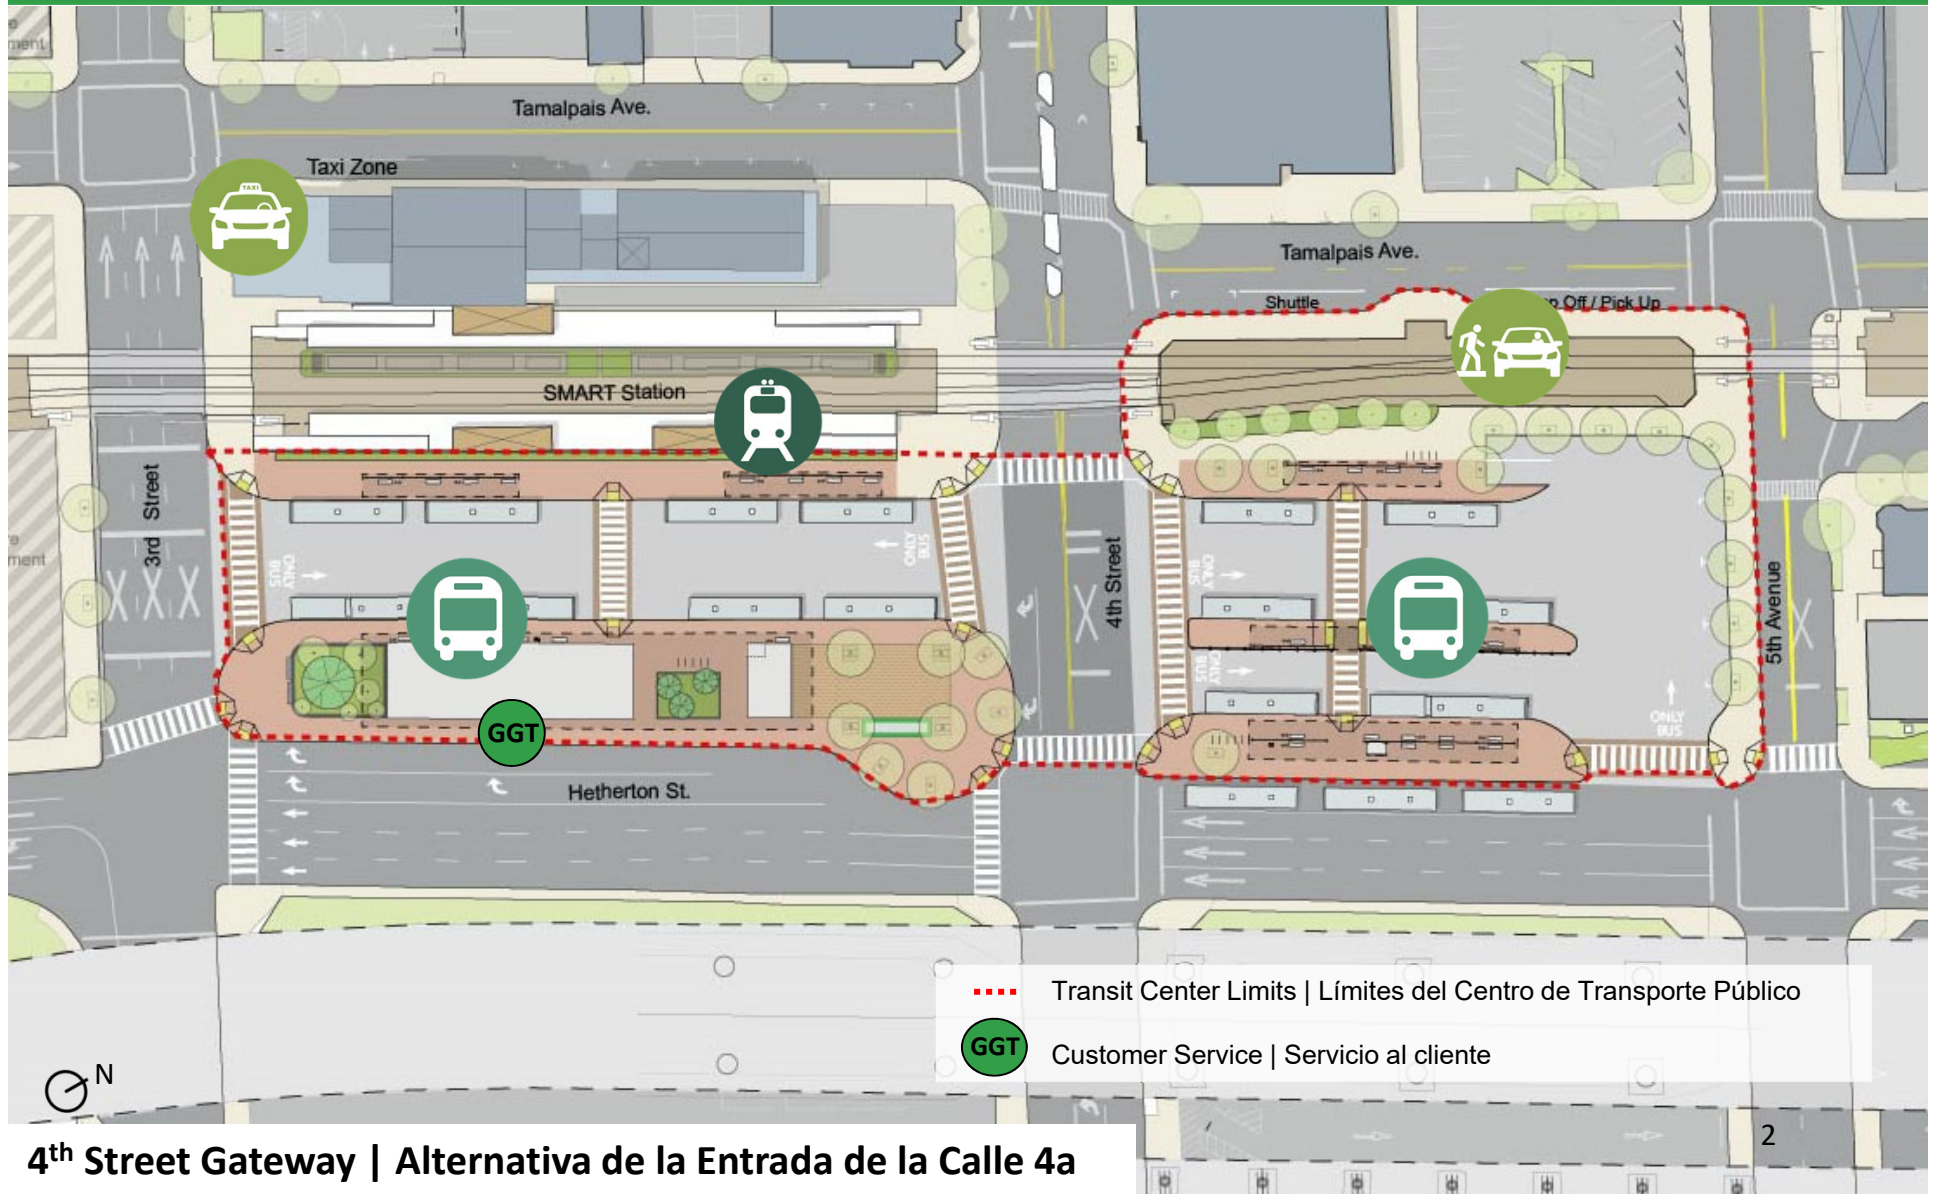 Tamalpais Ave.
Taxi Zone
TAXI
Tamalpais Ave.
Shuttle
Off / Pick Up
SMART Station
3rd Street
4th Street
5th Avenue
ONLY
BUS
ONLY
BUS
ONLY
BUS
ONLY
BUS
ONLY
BUS
GGT
Hetherton St.
Transit Center Limits | Límites del Centro de Transporte Público
GGT
Customer Service | Servicio al cliente
N
2
4th Street Gateway | Alternativa de la Entrada de la Calle 4a